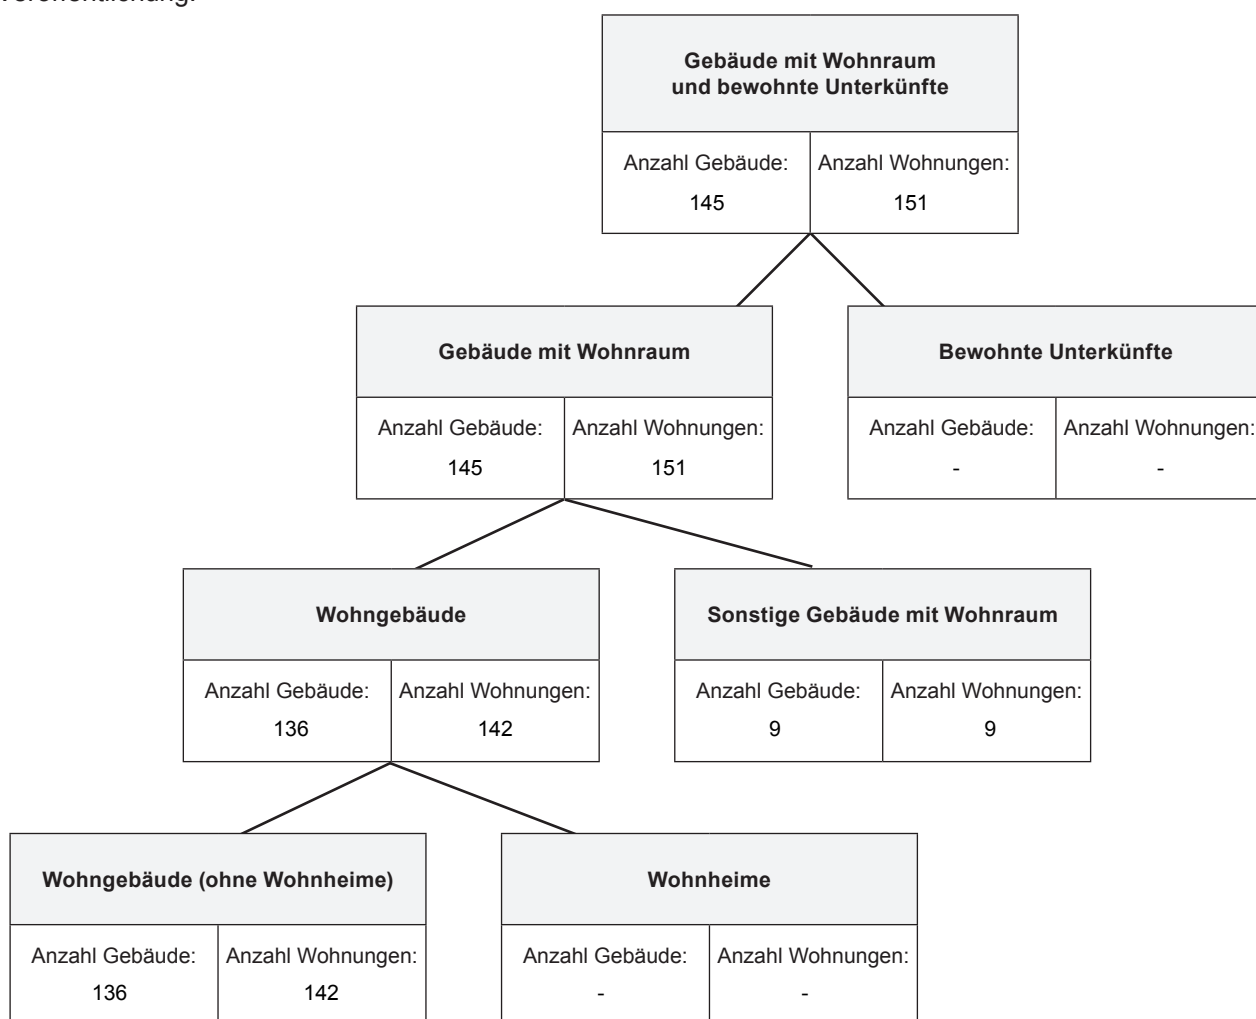 Veröffentlichung.
Gebäude mit Wohnraum
und bewohnte Unterkünfte
Anzahl Gebäude: Anzahl Wohnungen:
145 151
Gebäude mit Wohnraum
Anzahl Gebäude: Anzahl Wohnungen:
145 151
Bewohnte Unterkünfte
Anzahl Gebäude: Anzahl Wohnungen:
- -
Wohngebäude
Anzahl Gebäude: Anzahl Wohnungen:
136 142
Sonstige Gebäude mit Wohnraum
Anzahl Gebäude: Anzahl Wohnungen:
9 9
Wohngebäude (ohne Wohnheime)
Anzahl Gebäude: Anzahl Wohnungen:
136 142
Wohnheime
Anzahl Gebäude: Anzahl Wohnungen:
- -